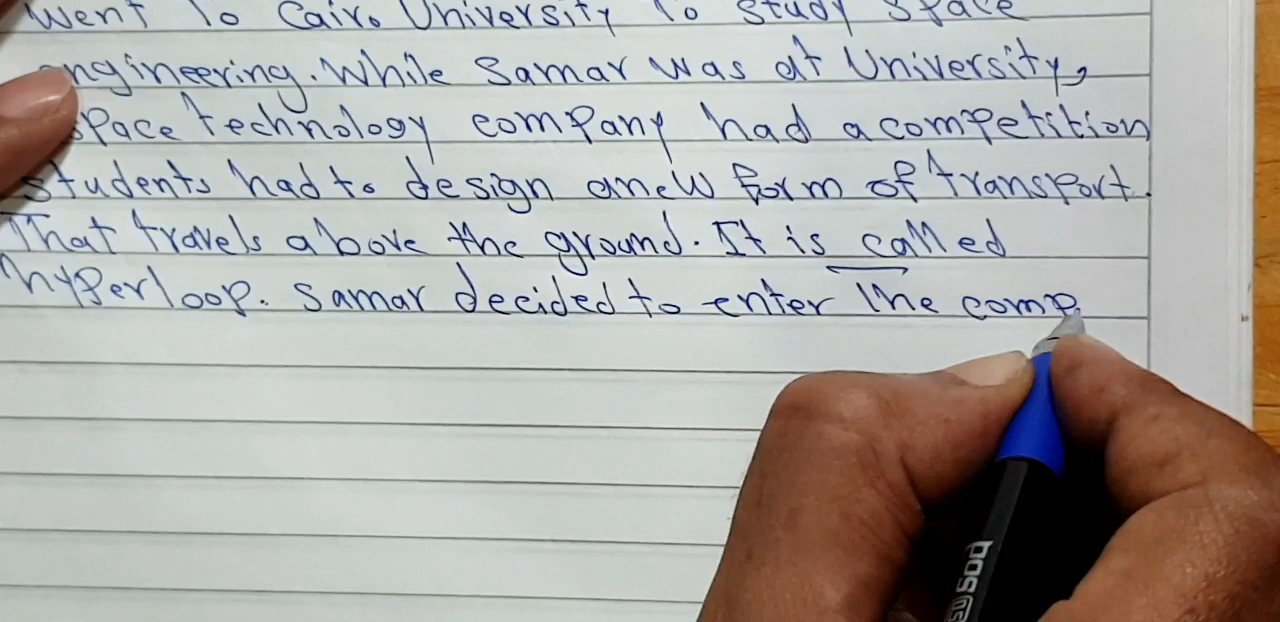 went to Cairo University to study space
engineering. While Samar was at University,
space technology company had a competition
students had to design a new form of transport.
That travels above the ground. It is called
hyperloop. Samar decided to enter the comp